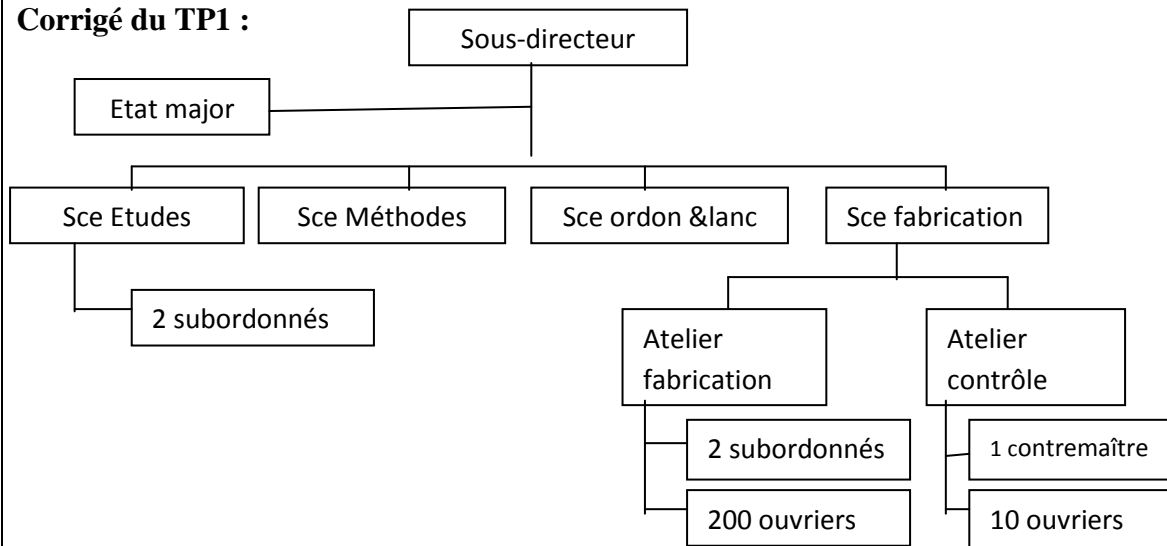 Corrigé du TP1 :
Sous-directeur
Etat major
Sce Etudes
Sce Méthodes
Sce ordon &lanc
Sce fabrication
2 subordonnés
Atelier
fabrication
Atelier
contrôle
2 subordonnés
1 contremaître
200 ouvriers
10 ouvriers